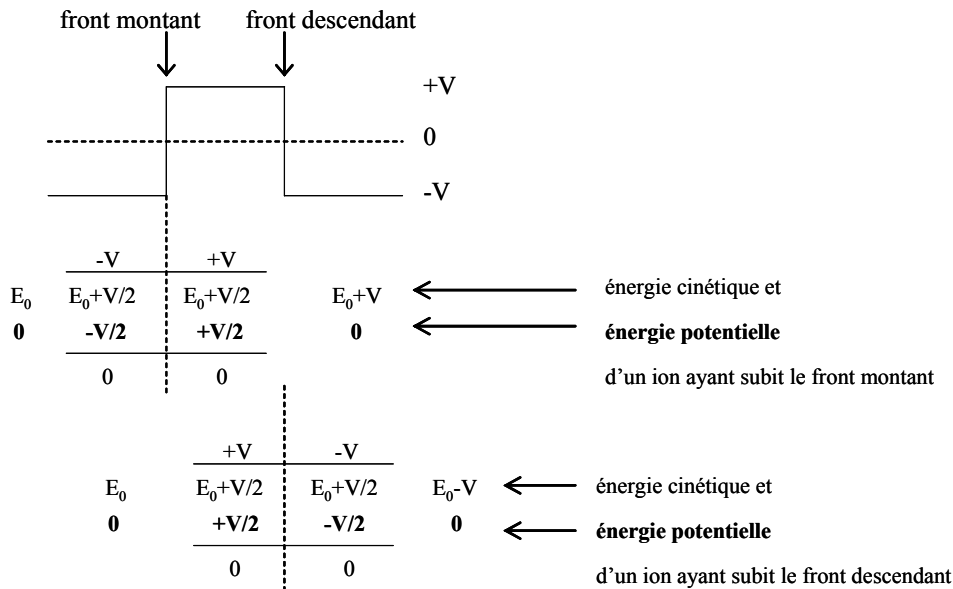 front montant front descendant
+V
0
-V
-V +V
E₀ E₀+V/2 E₀+V/2 E₀+V énergie cinétique et
0 -V/2 +V/2 0 énergie potentielle
0 0 d'un ion ayant subit le front montant
+V -V
E₀ E₀+V/2 E₀+V/2 E₀-V énergie cinétique et
0 +V/2 -V/2 0 énergie potentielle
0 0 d'un ion ayant subit le front descendant